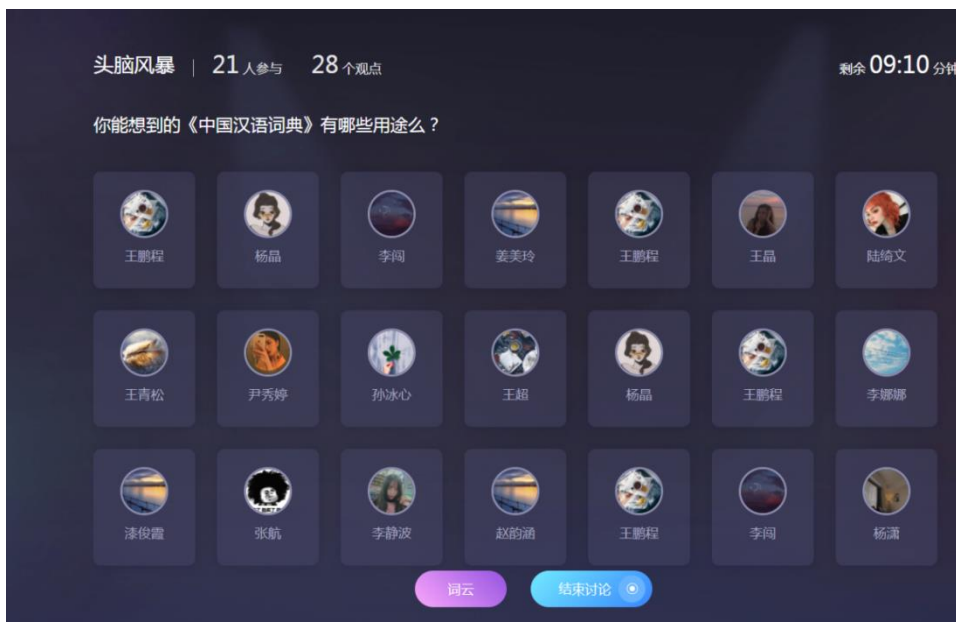 头脑风暴 | 21 人参与 28 个观点 剩余 09:10 分钟
你能想到的《中国汉语词典》有哪些用途么？
王鹏程 杨晶 李闯 姜美玲 王鹏程 王晶 陆绮文
王青松 尹秀婷 孙冰心 王超 杨晶 王鹏程 李娜娜
漆俊霞 张航 李静波 赵韵涵 王鹏程 李闯 杨潇
词云 结束讨论